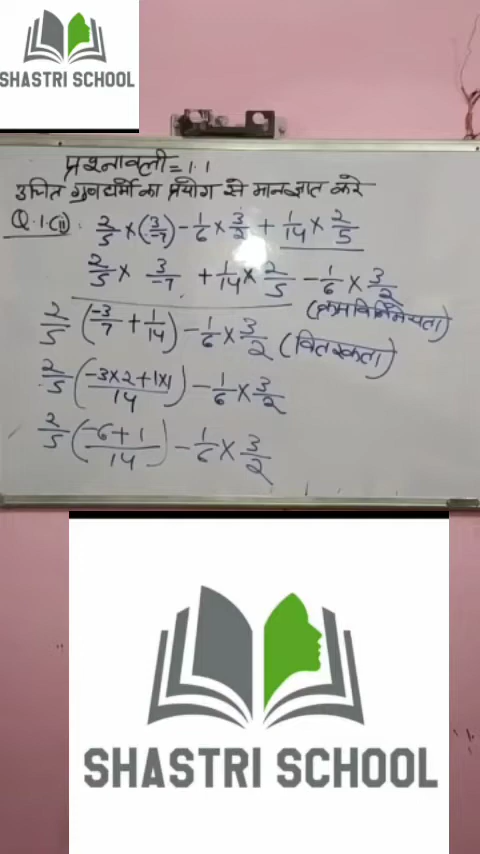 SHASTRI SCHOOL
प्रश्नावली = 1.1
उचित गुणधर्मो का प्रयोग से मान ज्ञात करे
Q.1.(ii) 2/5 × (3/-7) - 1/6 × 3/2 + 1/14 × 2/5
2/5 × 3/-7 + 1/14 × 2/5 - 1/6 × 3/2
(क्रमविनिमेयता)
2/5 (-3/7 + 1/14) - 1/6 × 3/2 (वितरकता)
2/5 (-3×2+1×1/14) - 1/6 × 3/2
2/5 (-6+1/14) - 1/6 × 3/2
SHASTRI SCHOOL